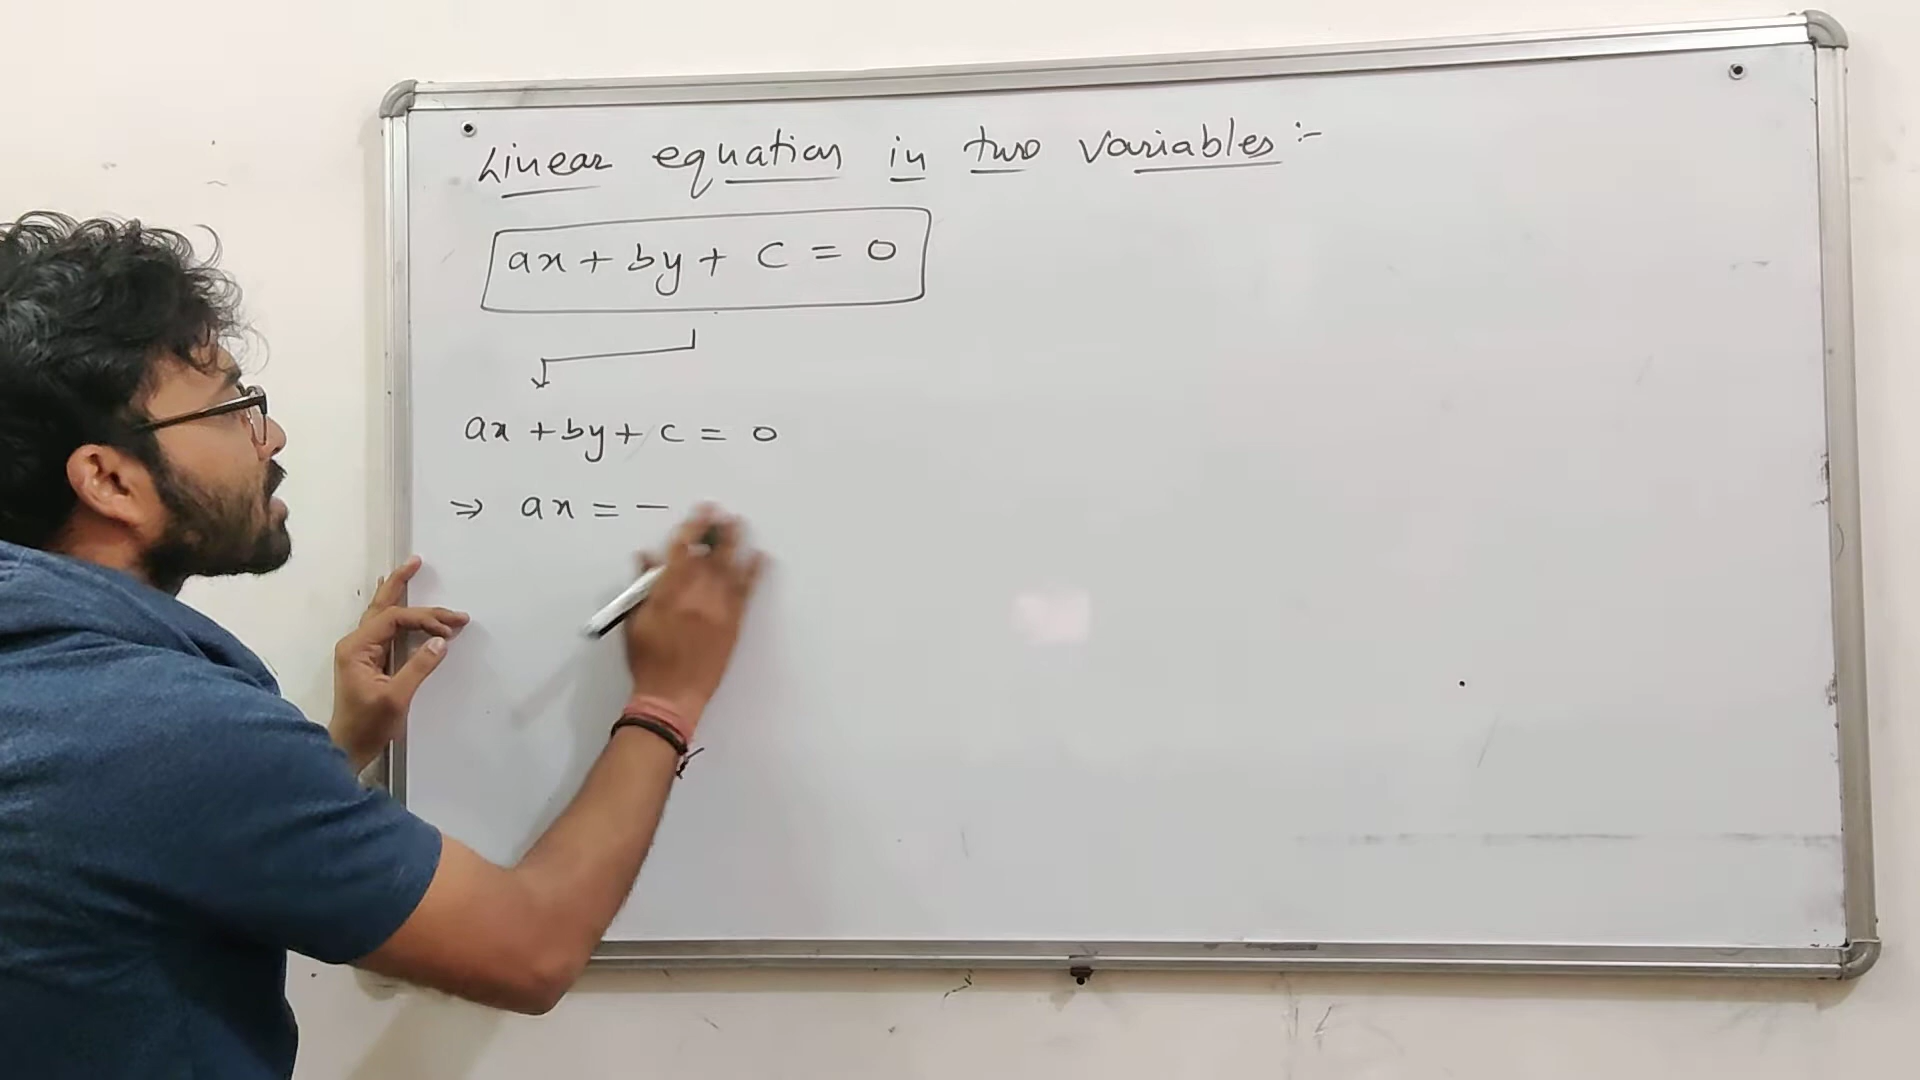 Linear equation in two variables :-
ax + by + c = 0
ax + by + c = 0
⇒ ax = -